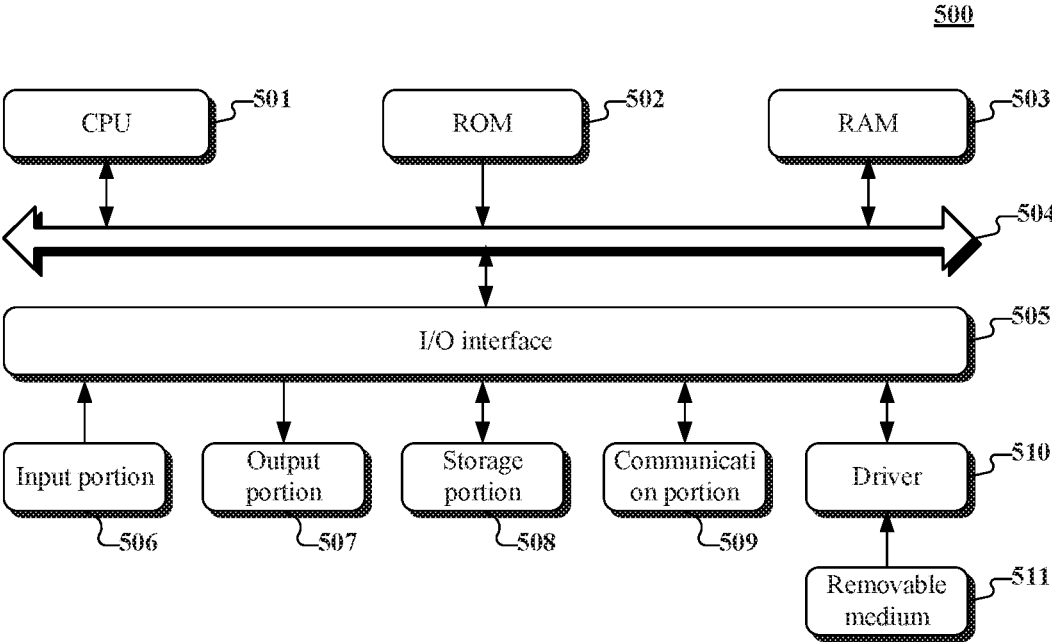 500
CPU
501
ROM
502
RAM
503
504
I/O interface
505
Input portion
506
Output
portion
507
Storage
portion
508
Communicati
on portion
509
Driver
510
Removable
medium
511